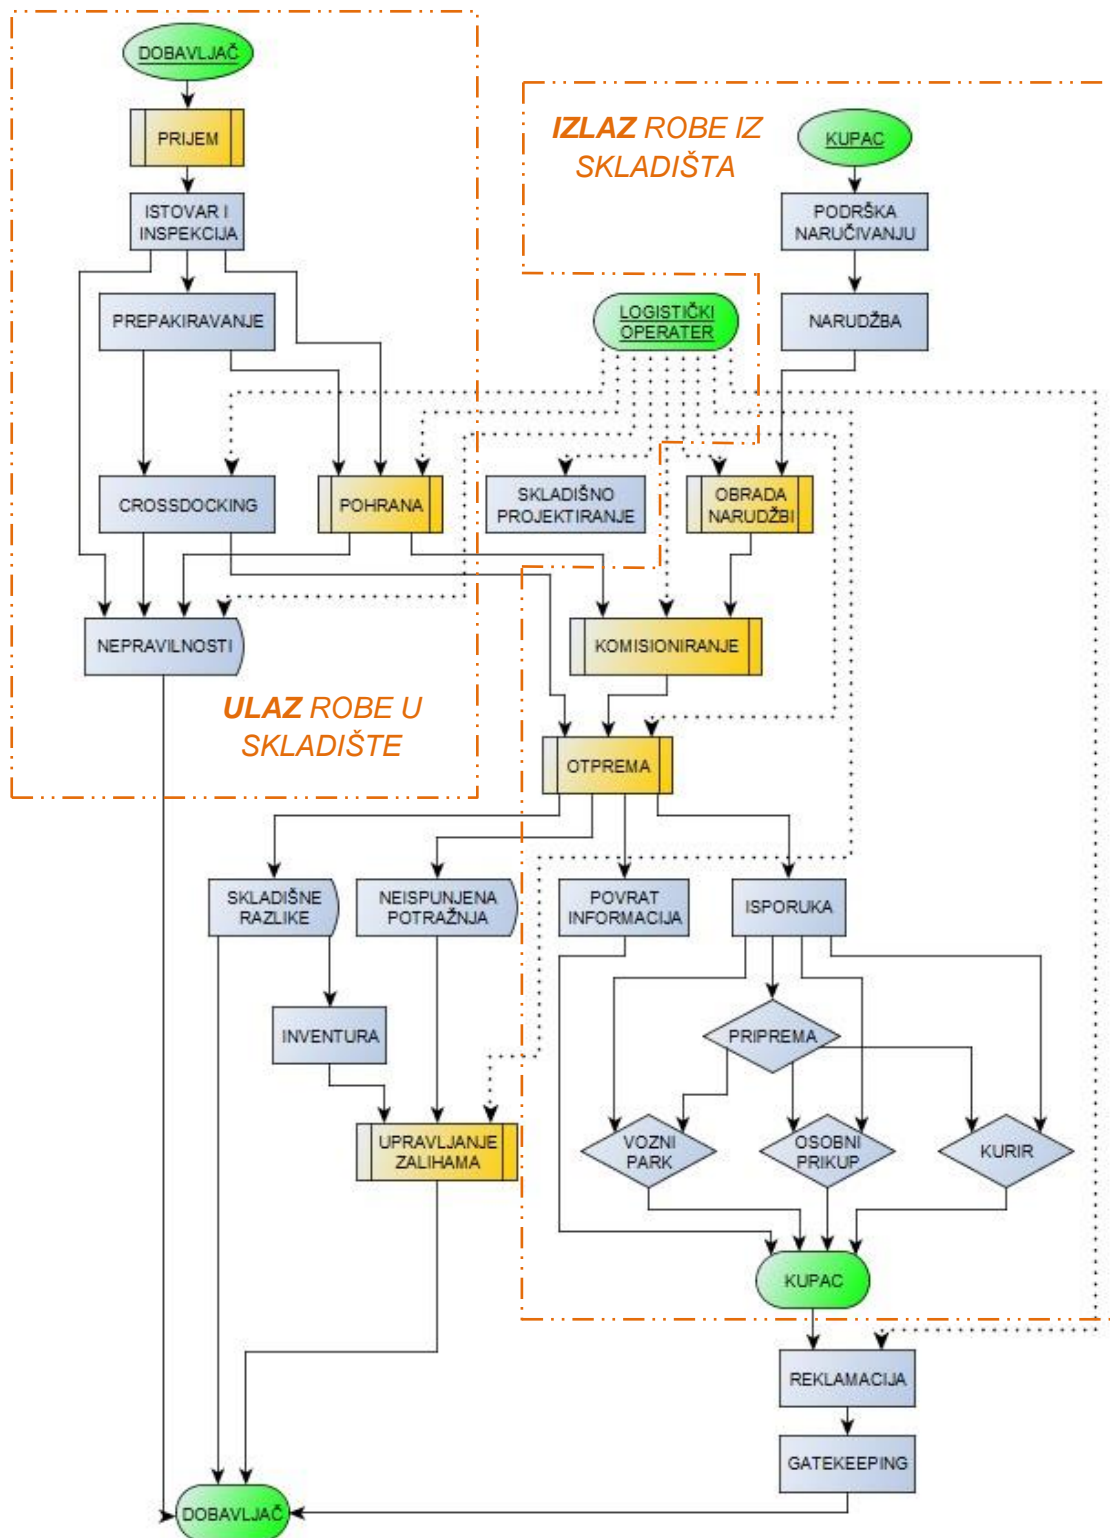 DOBAVLJAČ
PRIJEM
ISTOVAR I
INSPEKCIJA
PREPAKIRAVANJE
IZLAZ ROBE IZ
SKLADIŠTA
KUPAC
PODRŠKA
NARUČIVANJU
LOGISTIČKI
OPERATER
NARUDŽBA
CROSSDOCKING
POHRANA
SKLADIŠNO
PROJEKTIRANJE
OBRADA
NARUDŽBI
NEPRAVILNOSTI
KOMISIONIRANJE
ULAZ ROBE U
SKLADIŠTE
OTPREMA
SKLADIŠNE
RAZLIKE
NEISPUNJENA
POTRAŽNJA
POVRAT
INFORMACIJA
ISPORUKA
INVENTURA
PRIPREMA
UPRAVLJANJE
ZALIHAMA
VOZNI
PARK
OSOBNI
PRIKUP
KURIR
KUPAC
REKLAMACIJA
GATEKEEPING
DOBAVLJAČ